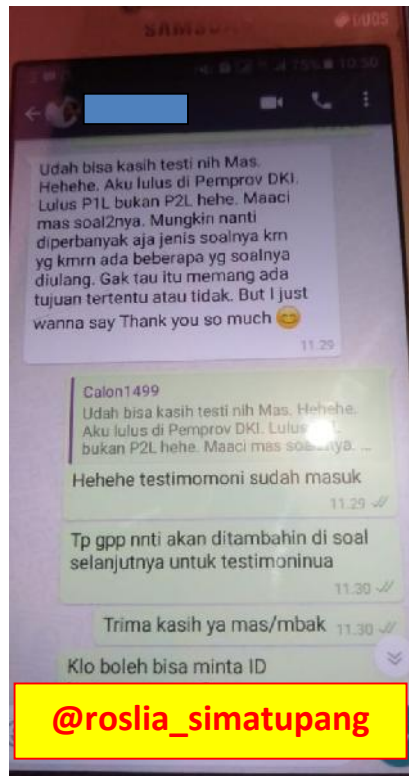 SAMSUNG
DUOS
75% 10.50
Udah bisa kasih testi nih Mas.
Hehehe. Aku lulus di Pemprov DKI.
Lulus P1L bukan P2L hehe. Maaci
mas soal2nya. Mungkin nanti
diperbanyak aja jenis soalnya krn
yg kmrn ada beberapa yg soalnya
diulang. Gak tau itu memang ada
tujuan tertentu atau tidak. But I just
wanna say Thank you so much 😊
11.29
Calon1499
Udah bisa kasih testi nih Mas. Hehehe.
Aku lulus di Pemprov DKI. Lulus
bukan P2L hehe. Maaci mas ...
Hehehe testimomoni sudah masuk
11.29
Tp gpp nnti akan ditambahin di soal
selanjutnya untuk testimoninua
11.30
Trima kasih ya mas/mbak 11.30
Klo boleh bisa minta ID
@roslia_simatupang